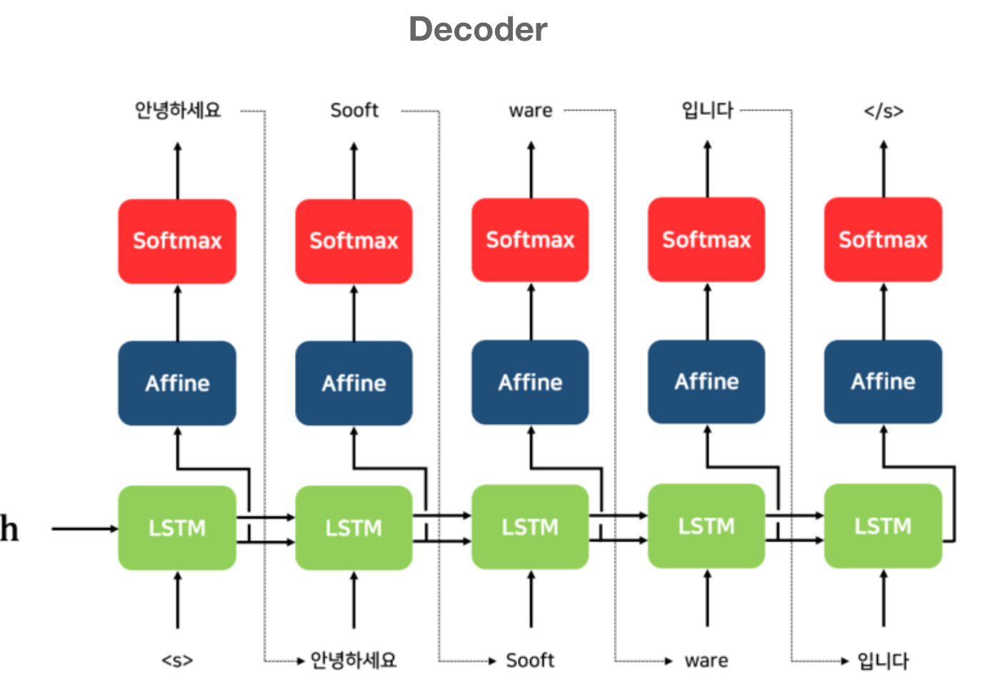 Decoder
안녕하세요 Sooft ware 입니다 </s>
Softmax Softmax Softmax Softmax Softmax
Affine Affine Affine Affine Affine
h LSTM LSTM LSTM LSTM LSTM
<s> 안녕하세요 Sooft ware 입니다